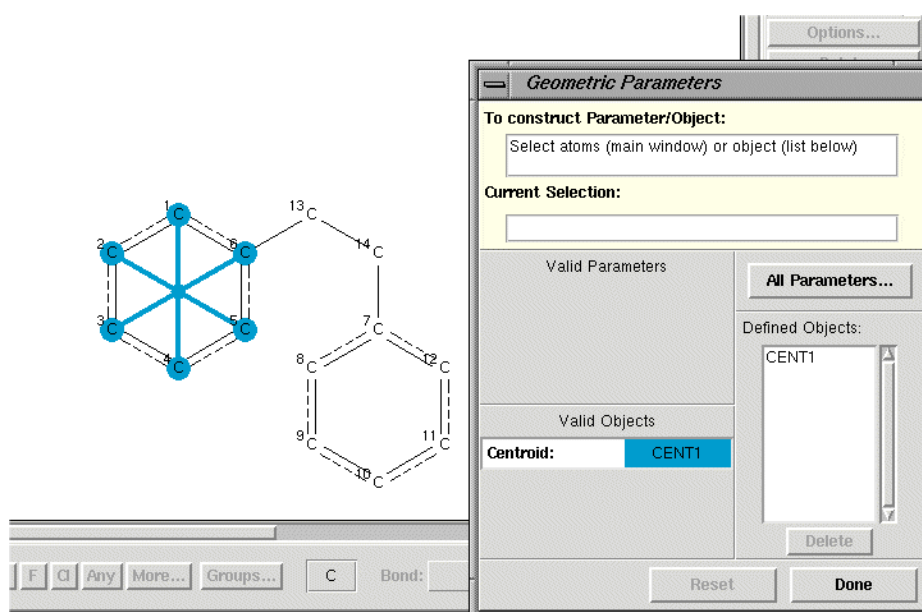 Options...
Geometric Parameters
To construct Parameter/Object:
Select atoms (main window) or object (list below)
Current Selection:
Valid Parameters
All Parameters...
Defined Objects:
CENT1
Valid Objects
Centroid: CENT1
Delete
Reset Done
1 C
2 C
3 C
4 C
5 C
6 C
13 C
14 C
7 C
8 C
12 C
9 C
11 C
10 C
F Cl Any More... Groups... C Bond: